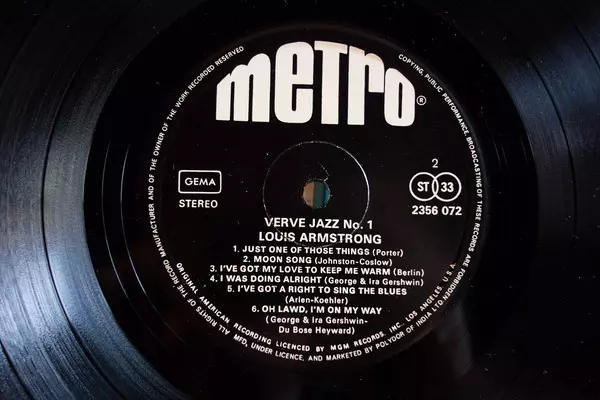 metro®
GEMA
STEREO
2
ST 33
2356 072
VERVE JAZZ No. 1
LOUIS ARMSTRONG
1. JUST ONE OF THOSE THINGS (Porter)
2. MOON SONG (Johnston-Coslow)
3. I'VE GOT MY LOVE TO KEEP ME WARM (Berlin)
4. I WAS DOING ALRIGHT (George & Ira Gershwin)
5. I'VE GOT A RIGHT TO SING THE BLUES
(Arlen-Koehler)
6. OH LAWD, I'M ON MY WAY
(George & Ira Gershwin-
Du Bose Heyward)
ALL RIGHTS OF THE RECORD MANUFACTURER AND OF THE OWNER OF THE WORK RECORDED RESERVED
COPYING, PUBLIC PERFORMANCE, BROADCASTING OF THESE RECORDS ARE FORBIDDEN
ORIGINAL AMERICAN RECORDING LICENCED BY MGM RECORDS, INC., LOS ANGELES, U.S.A.
MFD. UNDER LICENCE, AND MARKETED BY POLYDOR OF INDIA LTD.